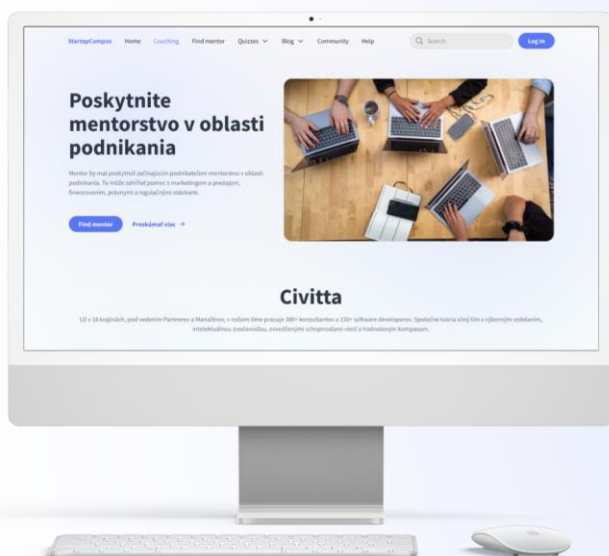 StartapCampus Home Couching Find mentor Quizzes Blog Community Help Search Log In
Poskytnite
mentorstvo v oblasti
podnikania
Mentor by mal poskytnúť začínajúcim podnikateľom mentorstvo v oblasti
podnikania. To môže zahŕňať pomoc s marketingom a predajom,
financovaním, právnymi a regulačnými otázkami.
Find mentor Preskúmať viac →
Civitta
Už v 18 krajinách, pod vedením Partnerov a Manažérov, v našom tíme pracuje 380+ konzultantov a 150+ software developerov. Spoločne tvoria silný tím s výborným vzdelaním,
intelektuálnou zvedavosťou, osvedčenými schopnosťami viesť a hodnotovým kompasom.